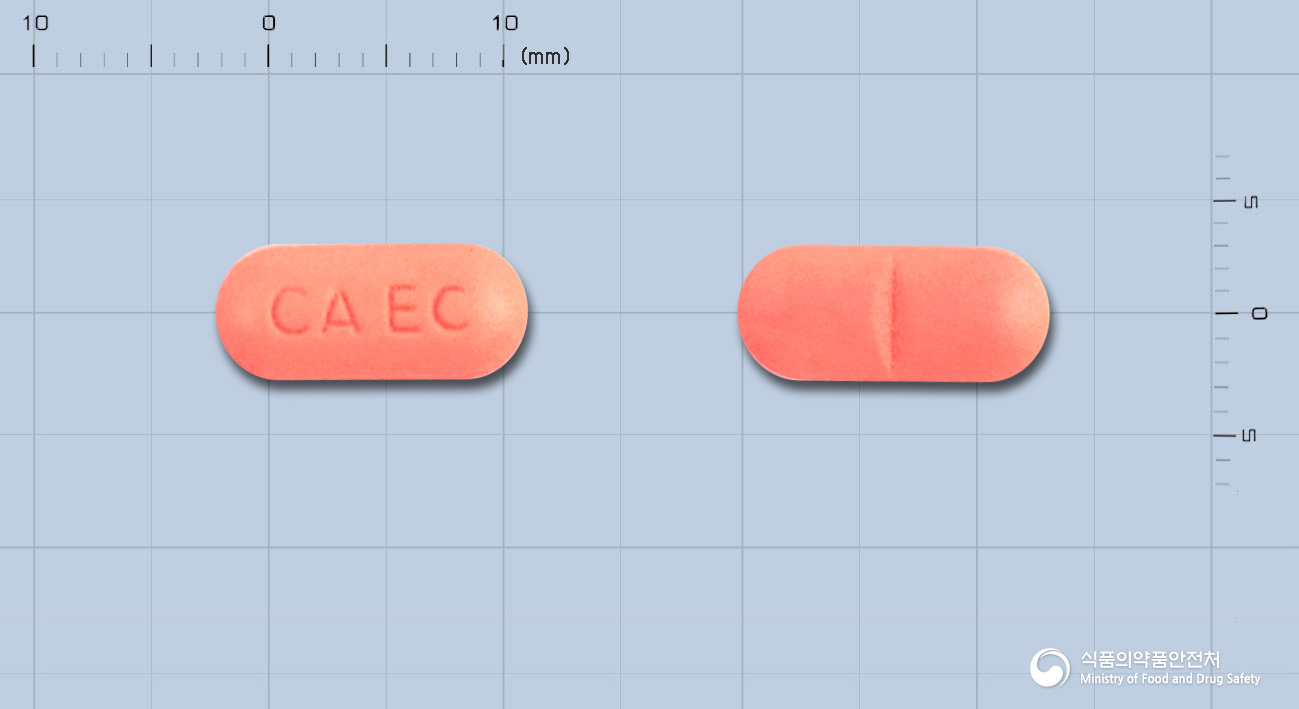 10 0 10
(mm)
CA EC
5
0
5
식품의약품안전처
Ministry of Food and Drug Safety